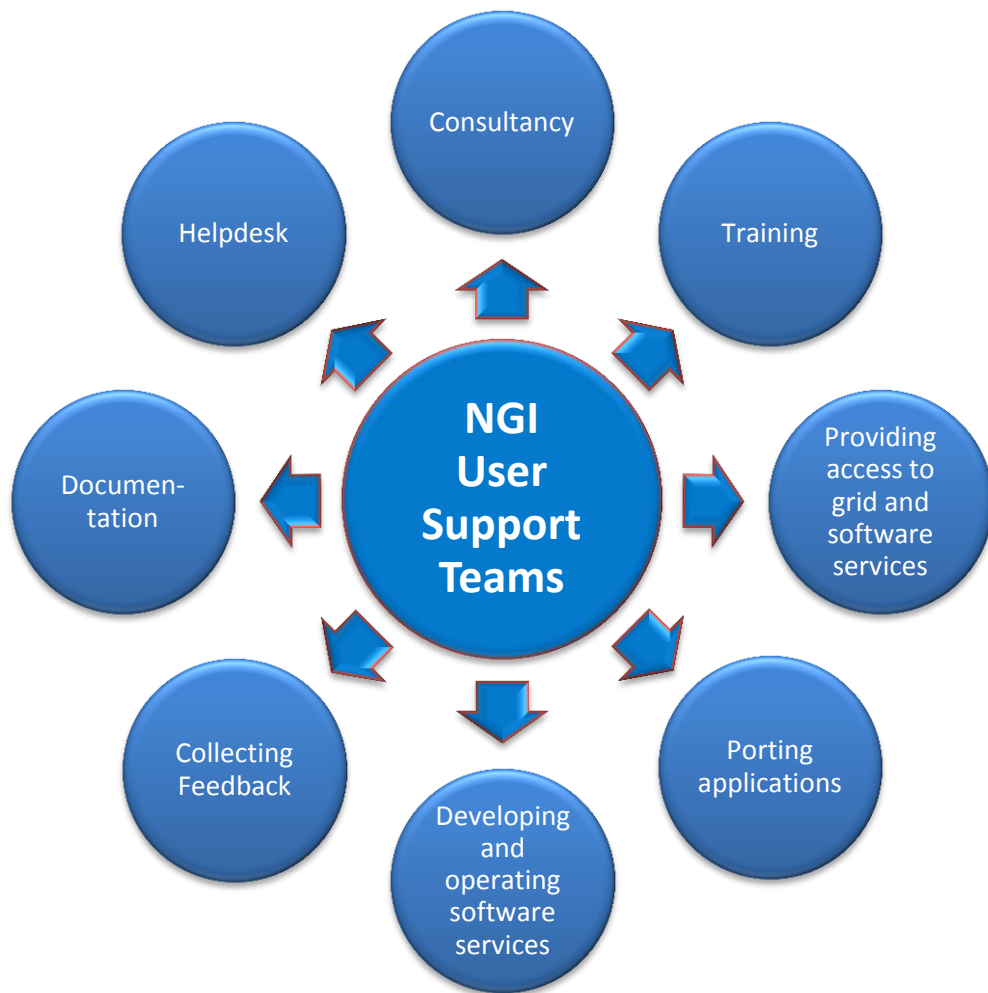 Consultancy
Helpdesk
Training
NGI
User
Support
Teams
Documen-
tation
Providing
access to
grid and
software
services
Collecting
Feedback
Porting
applications
Developing
and
operating
software
services